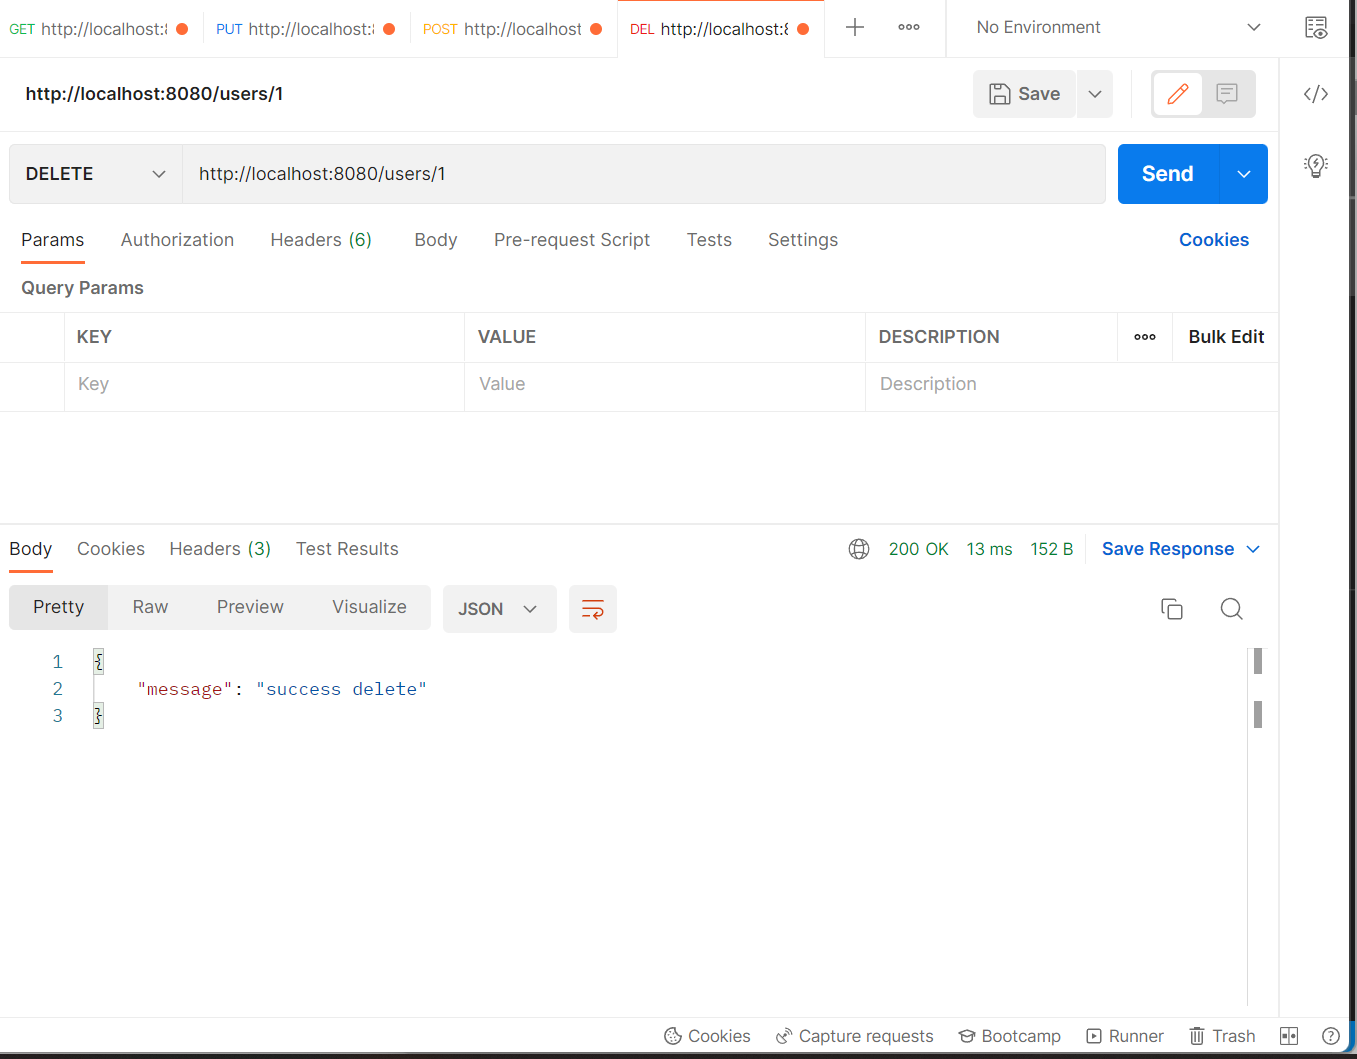 GET http://localhost:8 PUT http://localhost:8 POST http://localhost DEL http://localhost:8 No Environment
http://localhost:8080/users/1 Save
DELETE http://localhost:8080/users/1 Send
Params Authorization Headers (6) Body Pre-request Script Tests Settings Cookies
Query Params
KEY VALUE DESCRIPTION Bulk Edit
Key Value Description
Body Cookies Headers (3) Test Results 200 OK 13 ms 152 B Save Response
Pretty Raw Preview Visualize JSON
1 {
2 "message": "success delete"
3 }
Cookies Capture requests Bootcamp Runner Trash